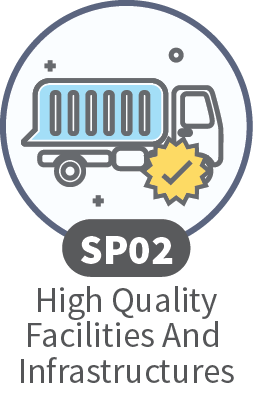 SP02
High Quality
Facilities And
Infrastructures